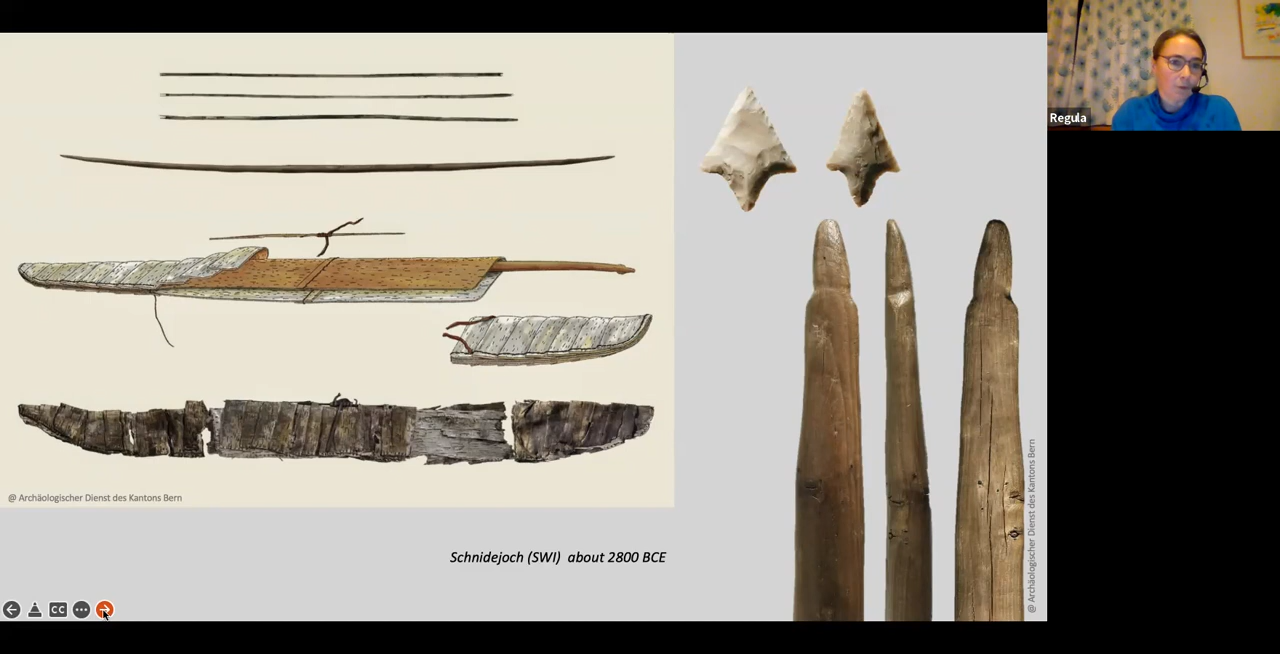 Regula
@ Archäologischer Dienst des Kantons Bern
@ Archäologischer Dienst des Kantons Bern
Schnidejoch (SWI) about 2800 BCE
CC